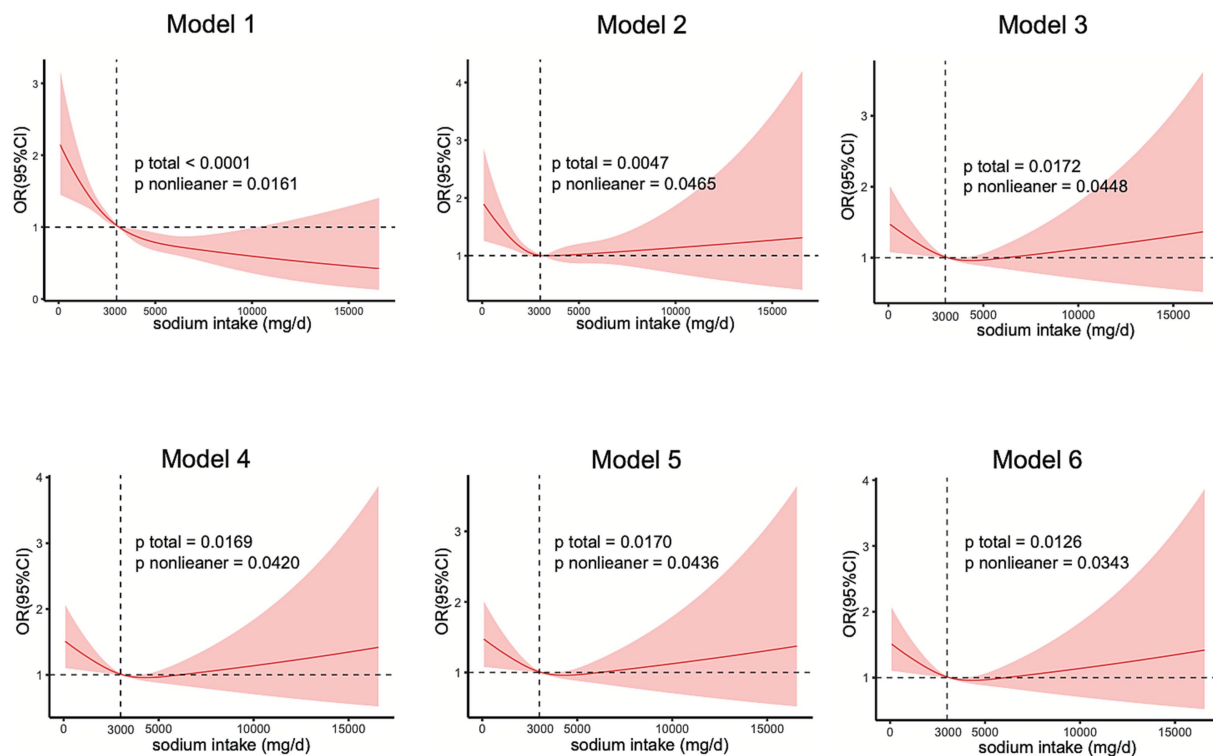 Model 1
3
2
1
0
OR(95%CI)
p total < 0.0001
p nonlieaner = 0.0161
0 3000 5000 10000 15000
sodium intake (mg/d)
Model 2
4
3
2
1
OR(95%CI)
p total = 0.0047
p nonlieaner = 0.0465
0 3000 5000 10000 15000
sodium intake (mg/d)
Model 3
3
2
1
OR(95%CI)
p total = 0.0172
p nonlieaner = 0.0448
0 3000 5000 10000 15000
sodium intake (mg/d)
Model 4
4
3
2
1
OR(95%CI)
p total = 0.0169
p nonlieaner = 0.0420
0 3000 5000 10000 15000
sodium intake (mg/d)
Model 5
3
2
1
OR(95%CI)
p total = 0.0170
p nonlieaner = 0.0436
0 3000 5000 10000 15000
sodium intake (mg/d)
Model 6
4
3
2
1
OR(95%CI)
p total = 0.0126
p nonlieaner = 0.0343
0 3000 5000 10000 15000
sodium intake (mg/d)